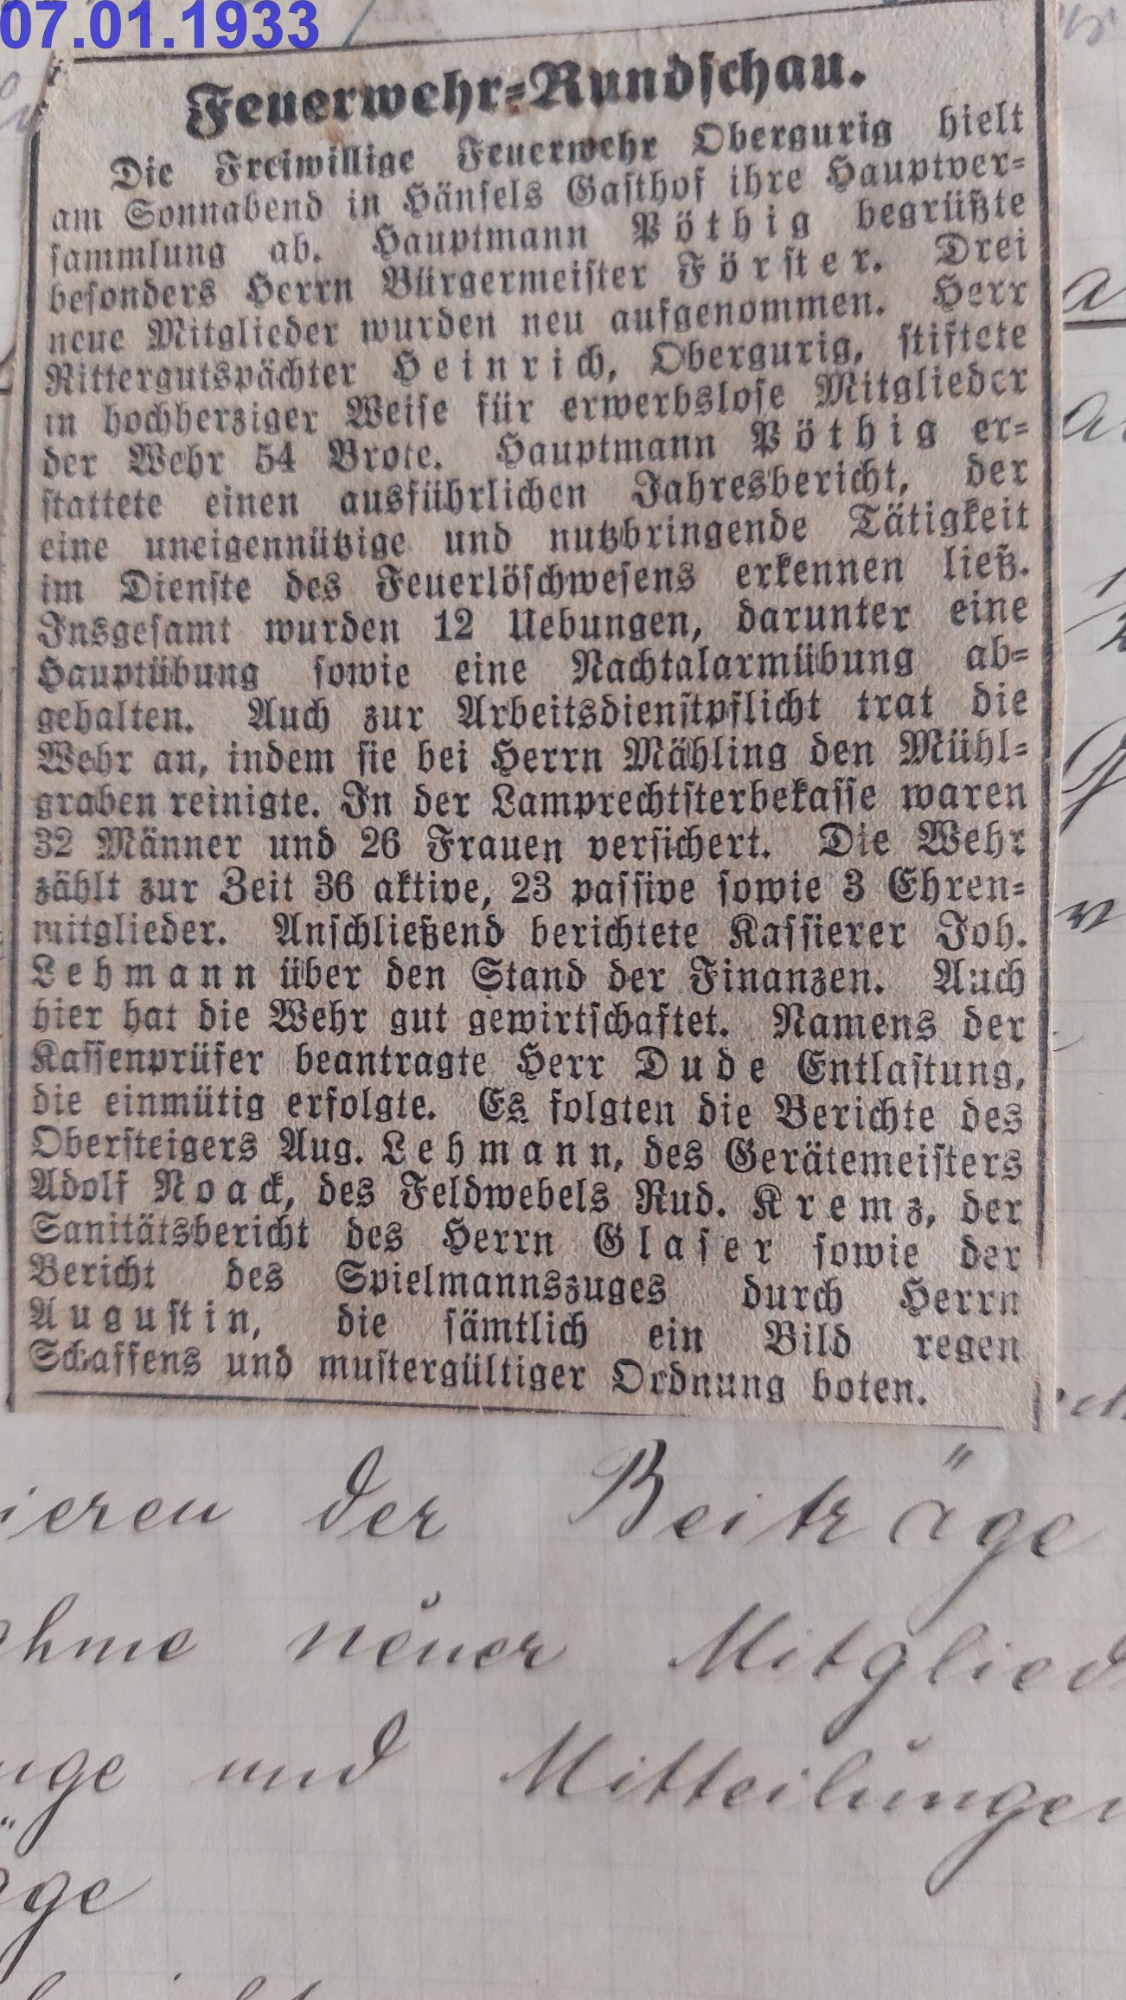 07.01.1933
Feuerwehr-Rundschau.
Die Freiwillige Feuerwehr Obergurig hielt
am Sonnabend in Hänsels Gasthof ihre Hauptver-
sammlung ab. Hauptmann Pöthig begrüßte
besonders Herrn Bürgermeister Förster. Drei
neue Mitglieder wurden neu aufgenommen. Herr
Rittergutspächter Heinrich, Obergurig, stiftete
in hochherziger Weise für erwerbslose Mitglieder
der Wehr 54 Brote. Hauptmann Pöthig er-
stattete einen ausführlichen Jahresbericht, der
eine uneigennützige und nutzbringende Tätigkeit
im Dienste des Feuerlöschwesens erkennen ließ.
Insgesamt wurden 12 Uebungen, darunter eine
Hauptübung sowie eine Nachtalarmübung ab-
gehalten. Auch zur Arbeitsdienstpflicht trat die
Wehr an, indem sie bei Herrn Mähling den Mühl-
graben reinigte. In der Lamprechtsterbekasse waren
32 Männer und 26 Frauen versichert. Die Wehr
zählt zur Zeit 36 aktive, 23 passive sowie 3 Ehren-
mitglieder. Anschließend berichtete Kassierer Joh.
Lehmann über den Stand der Finanzen. Auch
hier hat die Wehr gut gewirtschaftet. Namens der
Kassenprüfer beantragte Herr Dude Entlastung,
die einmütig erfolgte. Es folgten die Berichte des
Obersteigers Aug. Lehmann, des Gerätemeisters
Adolf Noack, des Feldwebels Rud. Kremz, der
Sanitätsbericht des Herrn Glaser sowie der
Bericht des Spielmannszuges durch Herrn
Augustin, die sämtlich ein Bild regen
Schaffens und mustergültiger Ordnung boten.
ieren der Beiträge
hme neuer Mitglied
ge und Mitteilungen
ge